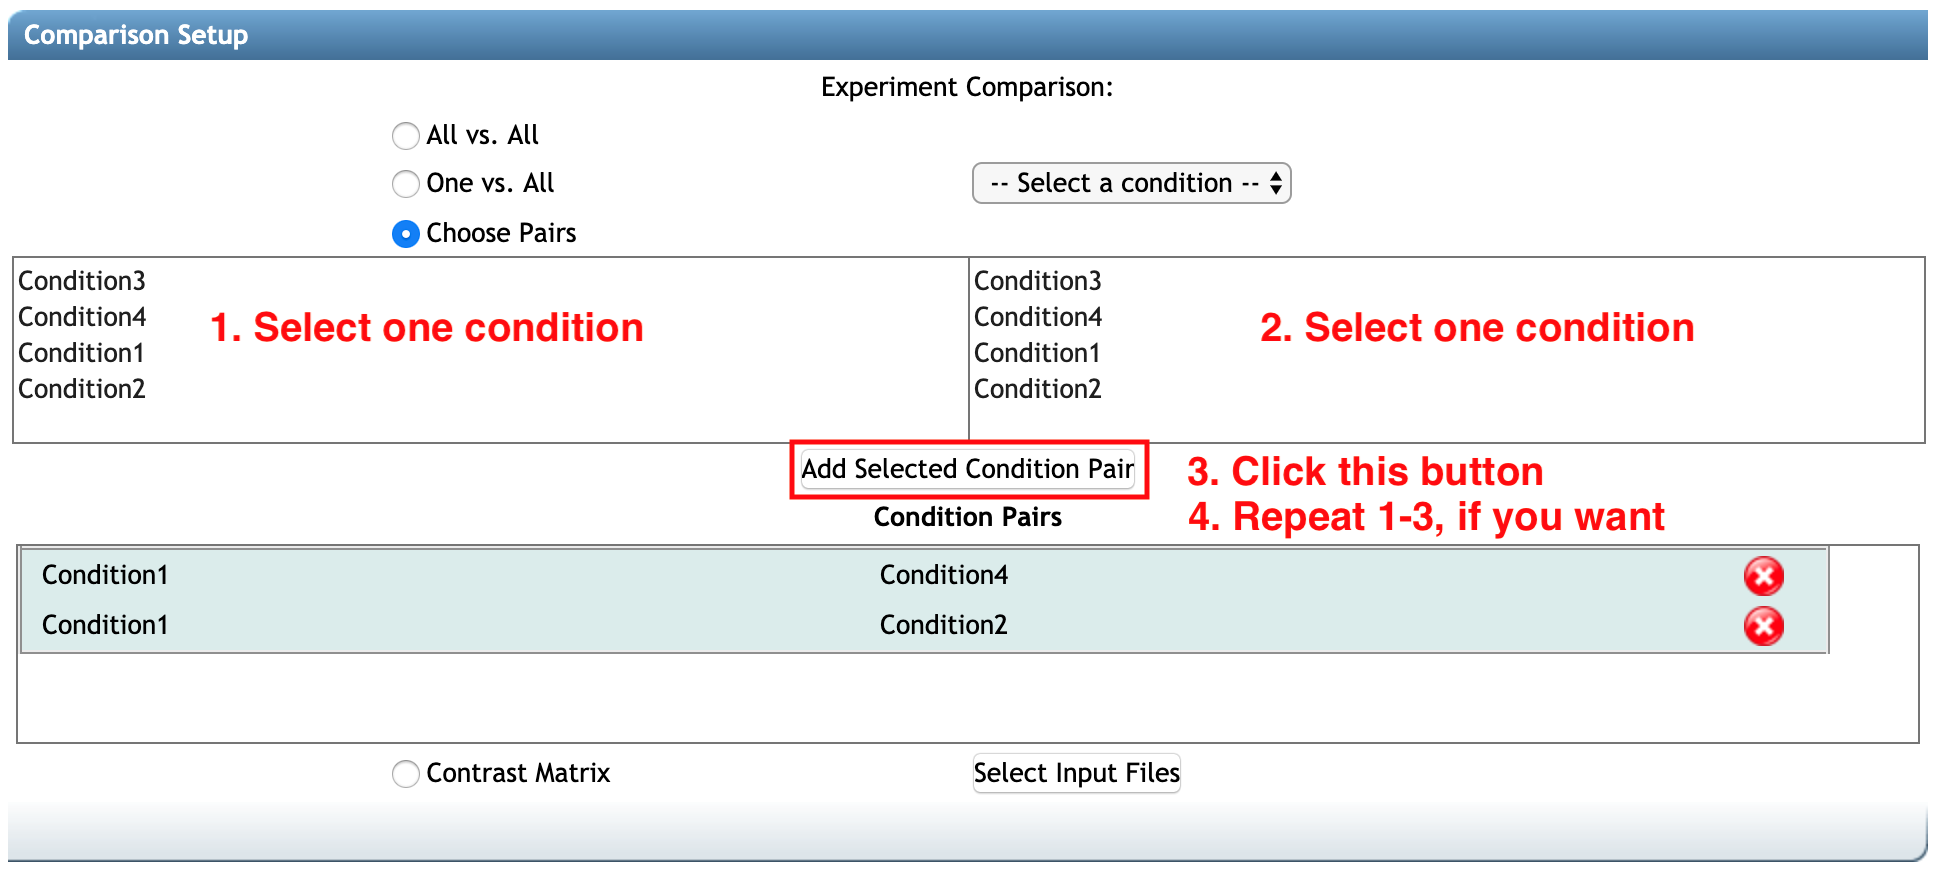 Comparison Setup
Experiment Comparison:
All vs. All
One vs. All
-- Select a condition --
Choose Pairs
Condition3
Condition4
Condition1
Condition2
1. Select one condition
Condition3
Condition4
Condition1
Condition2
2. Select one condition
Add Selected Condition Pair
3. Click this button
4. Repeat 1-3, if you want
Condition Pairs
Condition1 Condition4
Condition1 Condition2
Contrast Matrix
Select Input Files